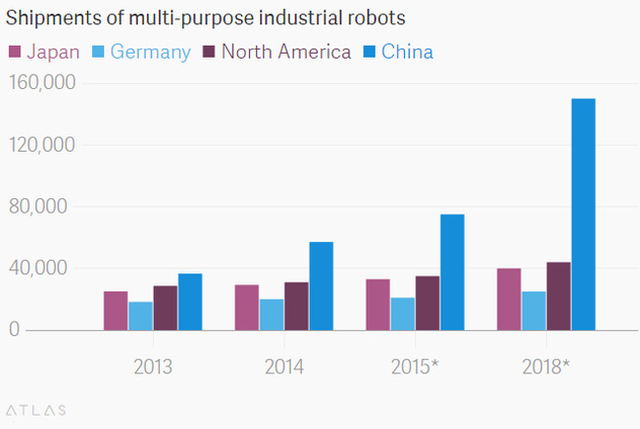 Shipments of multi-purpose industrial robots
Japan Germany North America China
160,000
120,000
80,000
40,000
0
2013 2014 2015* 2018*
ATLAS